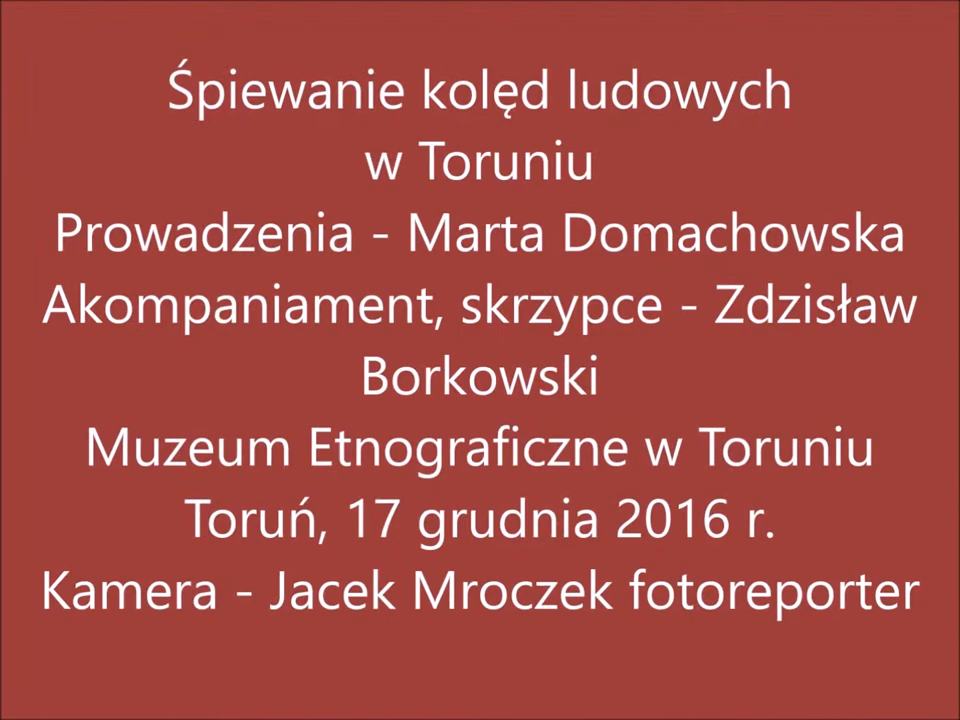 Śpiewanie kolęd ludowych
w Toruniu
Prowadzenia - Marta Domachowska
Akompaniament, skrzypce - Zdzisław
Borkowski
Muzeum Etnograficzne w Toruniu
Toruń, 17 grudnia 2016 r.
Kamera - Jacek Mroczek fotoreporter